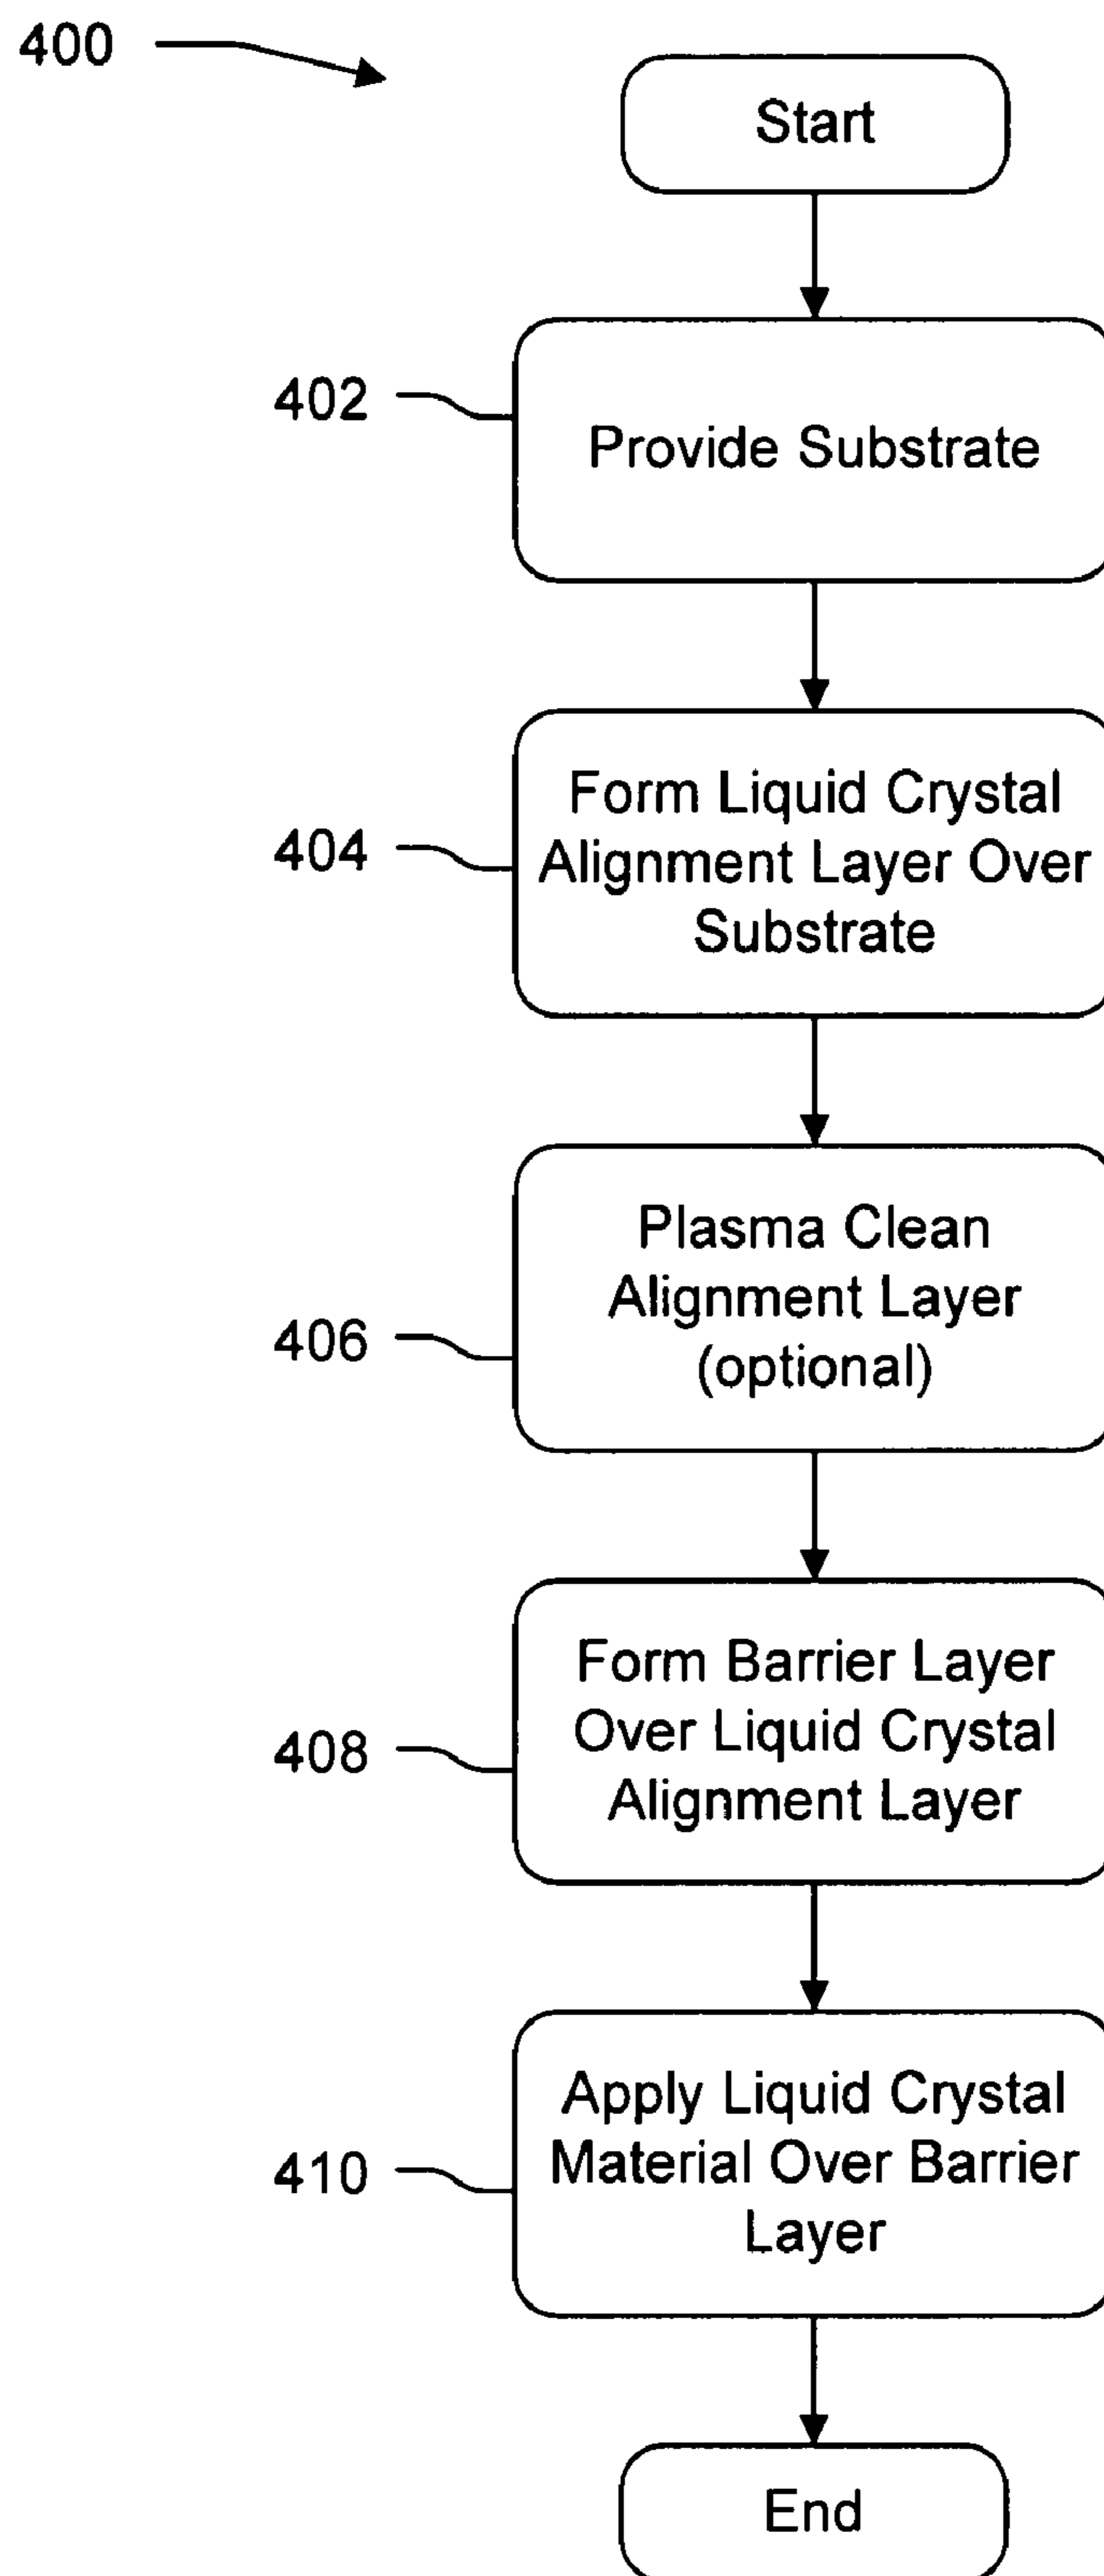 400
Start
402
Provide Substrate
404
Form Liquid Crystal
Alignment Layer Over
Substrate
406
Plasma Clean
Alignment Layer
(optional)
408
Form Barrier Layer
Over Liquid Crystal
Alignment Layer
410
Apply Liquid Crystal
Material Over Barrier
Layer
End